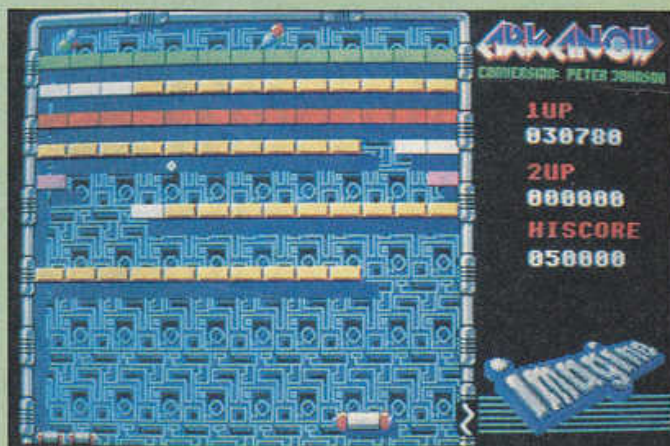 ARKANOID
CONVERSION: PETER JOHNSON
1UP
030780
2UP
000000
HISCORE
050000
imagine